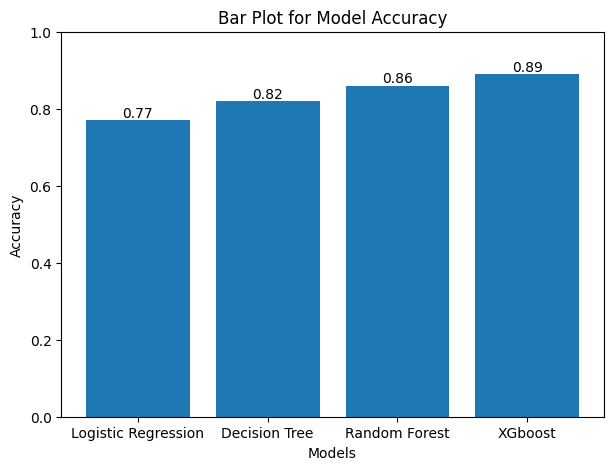 Bar Plot for Model Accuracy
1.0
0.8
0.6
0.4
0.2
0.0
Accuracy
0.77
0.82
0.86
0.89
Logistic Regression
Decision Tree
Random Forest
XGboost
Models